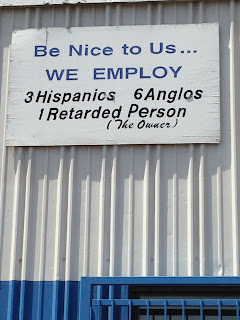 Be Nice to Us...
WE EMPLOY
3 Hispanics 6 Anglos
1 Retarded Person
(The Owner)